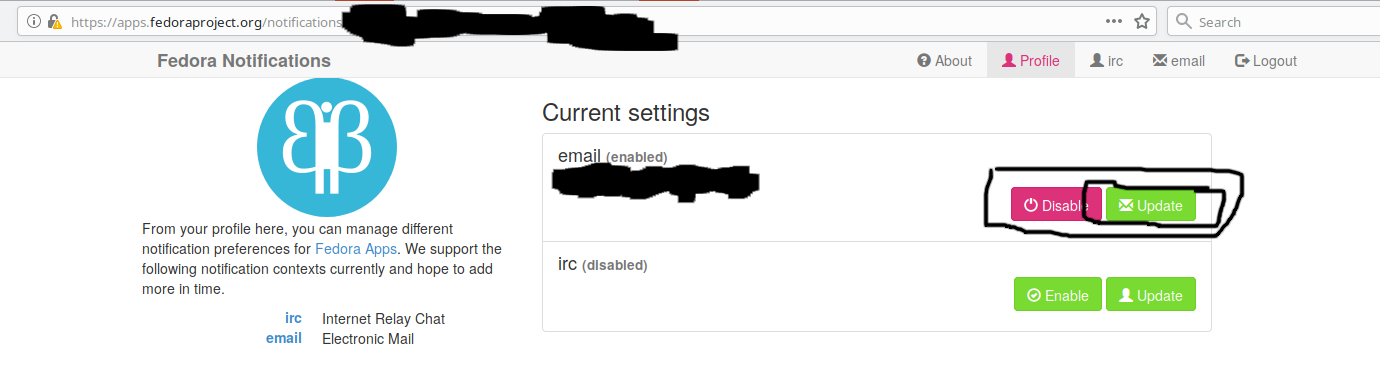 https://apps.fedoraproject.org/notifications
Search
Fedora Notifications
About
Profile
irc
email
Logout
Current settings
email (enabled)
Disable
Update
From your profile here, you can manage different
notification preferences for Fedora Apps. We support the
following notification contexts currently and hope to add
more in time.
irc (disabled)
Enable
Update
irc Internet Relay Chat
email Electronic Mail